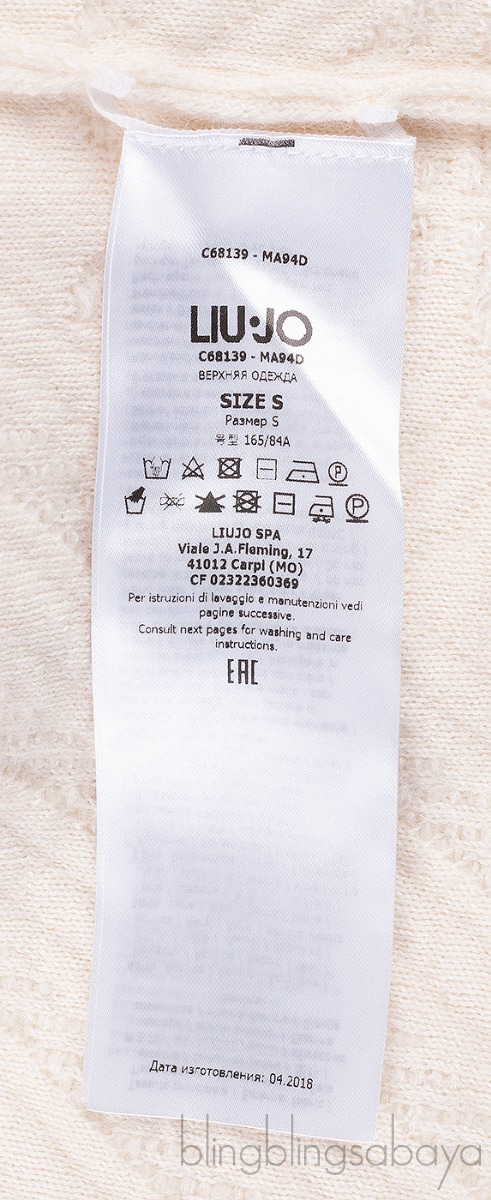 C68139 - MA94D
LIU·JO
C68139 - MA94D
ВЕРХНЯЯ ОДЕЖДА
SIZE S
Размер S
号型 165/84A
LIUJO SPA
Viale J.A.Fleming, 17
41012 Carpi (MO)
CF 02322360369
Per istruzioni di lavaggio e manutenzioni vedi
pagine successive.
Consult next pages for washing and care
instructions.
EAC
Дата изготовления: 04.2018
blingblingsabaya